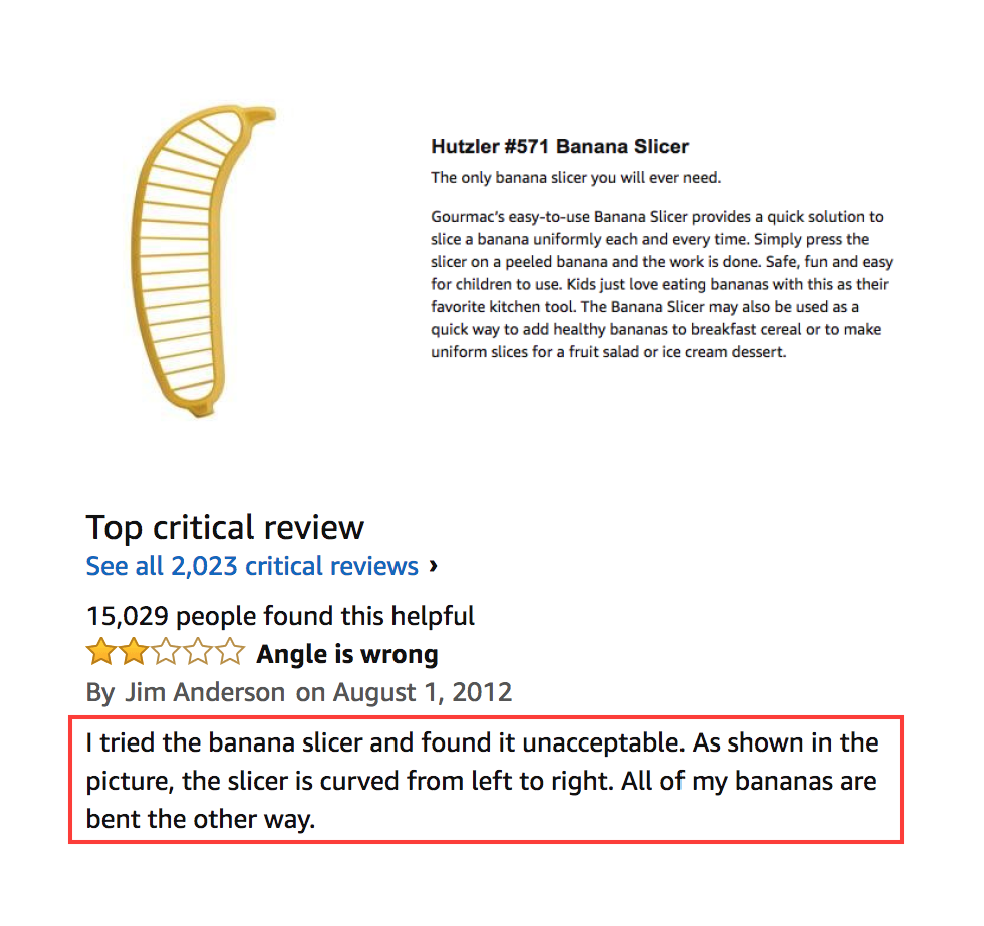 Hutzler #571 Banana Slicer
The only banana slicer you will ever need.
Gourmac's easy-to-use Banana Slicer provides a quick solution to
slice a banana uniformly each and every time. Simply press the
slicer on a peeled banana and the work is done. Safe, fun and easy
for children to use. Kids just love eating bananas with this as their
favorite kitchen tool. The Banana Slicer may also be used as a
quick way to add healthy bananas to breakfast cereal or to make
uniform slices for a fruit salad or ice cream dessert.
Top critical review
See all 2,023 critical reviews ›
15,029 people found this helpful
Angle is wrong
By Jim Anderson on August 1, 2012
I tried the banana slicer and found it unacceptable. As shown in the
picture, the slicer is curved from left to right. All of my bananas are
bent the other way.